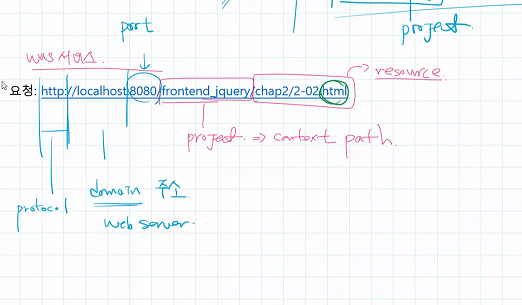 project
port
was 서비스.
resource
요청: http://localhost:8080/frontend_jquery/chap2/2-02/html
project. => context path.
protocol
domain 주소
web server.